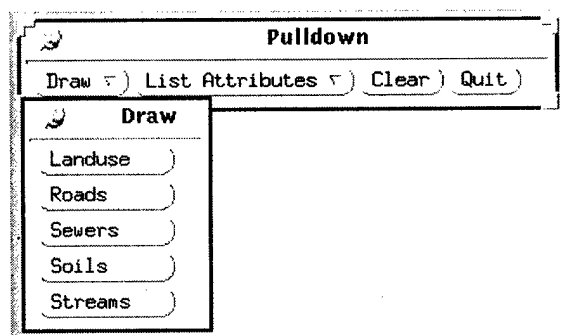 Pulldown
Draw List Attributes Clear Quit
Draw
Landuse
Roads
Sewers
Soils
Streams